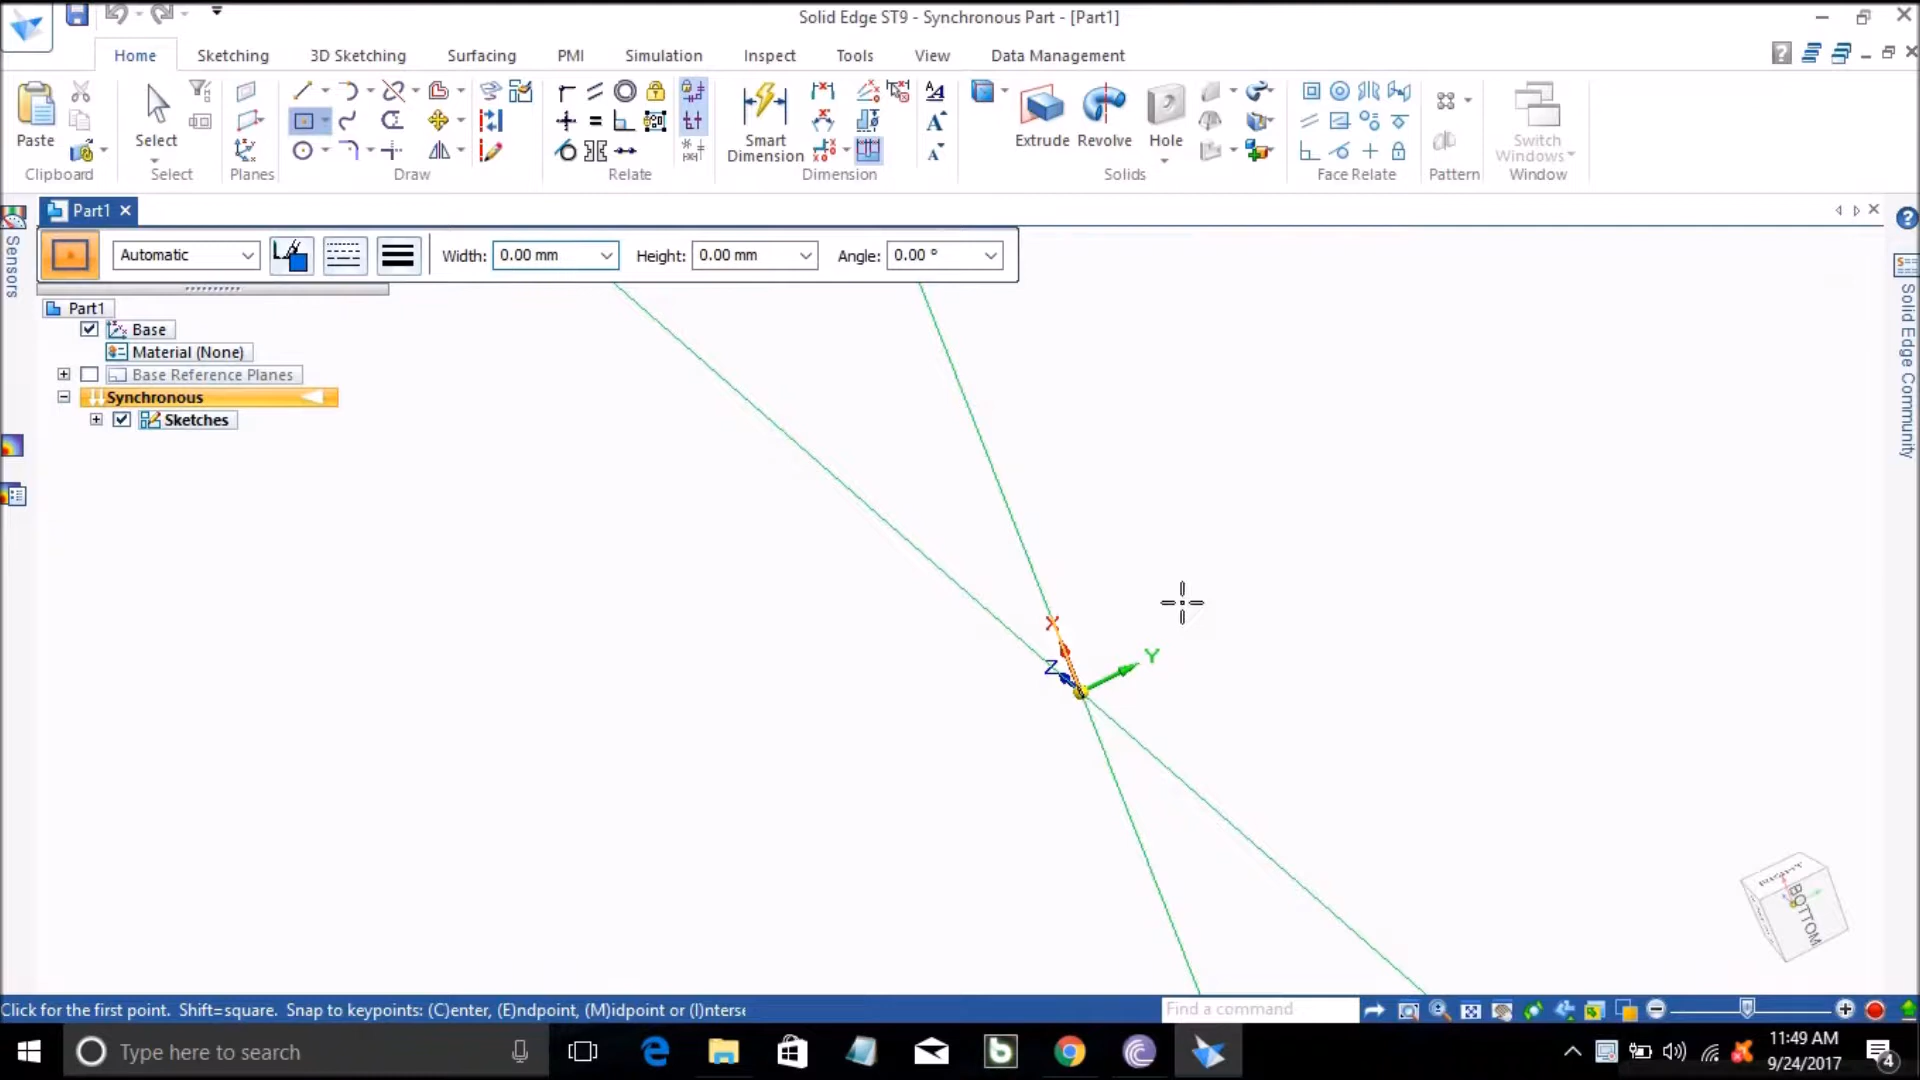 Solid Edge ST9 - Synchronous Part - [Part1]
Home Sketching 3D Sketching Surfacing PMI Simulation Inspect Tools View Data Management
Paste
Clipboard
Select
Select
Planes
Draw
Relate
Smart
Dimension
Dimension
Extrude Revolve Hole
Solids
Face Relate
Pattern
Switch
Windows
Window
Part1
Automatic Width: 0.00 mm Height: 0.00 mm Angle: 0.00 °
Sensors
Solid Edge Community
Part1
Base
Material (None)
Base Reference Planes
Synchronous
Sketches
X
Y
Z
BOTTOM
Click for the first point. Shift=square. Snap to keypoints: (C)enter, (E)ndpoint, (M)idpoint or (I)nterse
Find a command
Type here to search
11:49 AM
9/24/2017
4